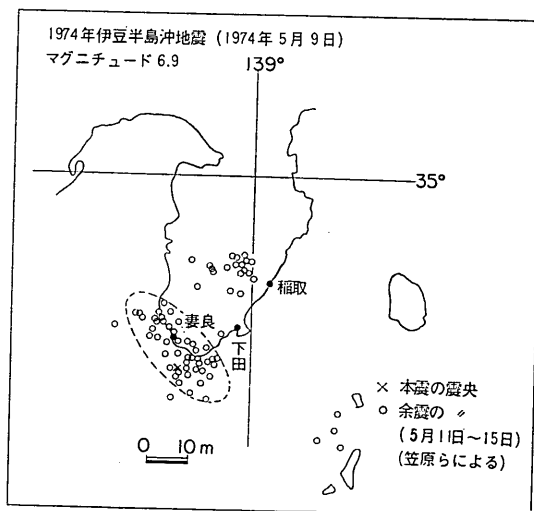 1974年伊豆半島沖地震 (1974年5月9日)
マグニチュード 6.9
139°
35°
稲取
妻良
下田
× 本震の震央
○ 余震の 〃
(5月11日～15日)
(笠原らによる)
0 10m